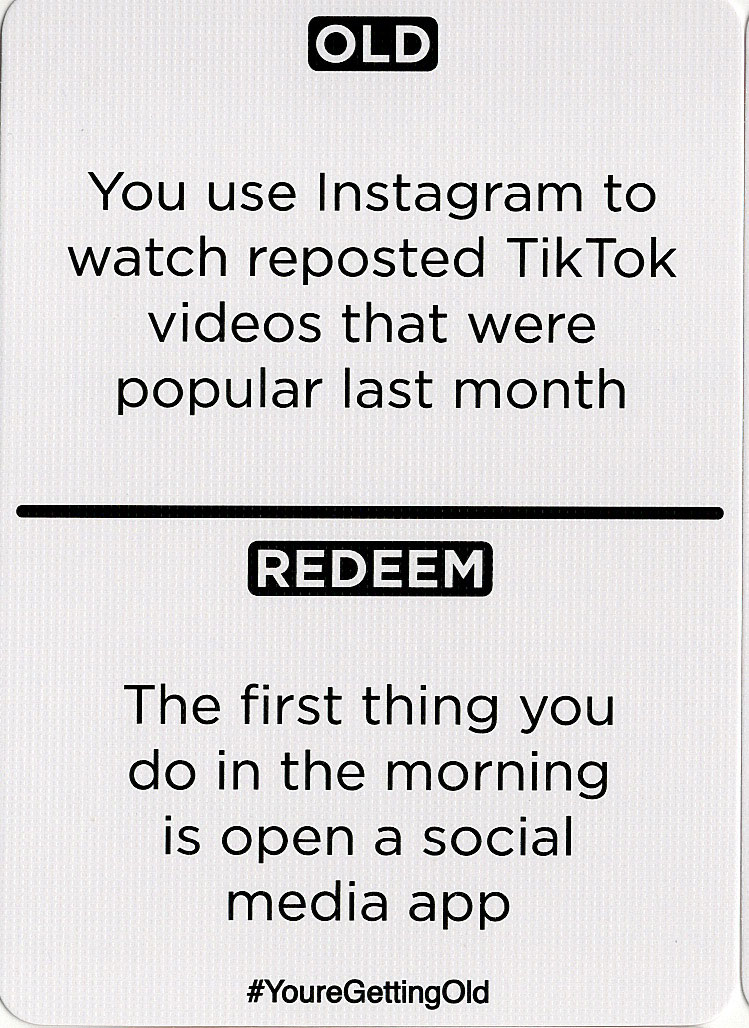 OLD
You use Instagram to
watch reposted TikTok
videos that were
popular last month
REDEEM
The first thing you
do in the morning
is open a social
media app
#YoureGettingOld